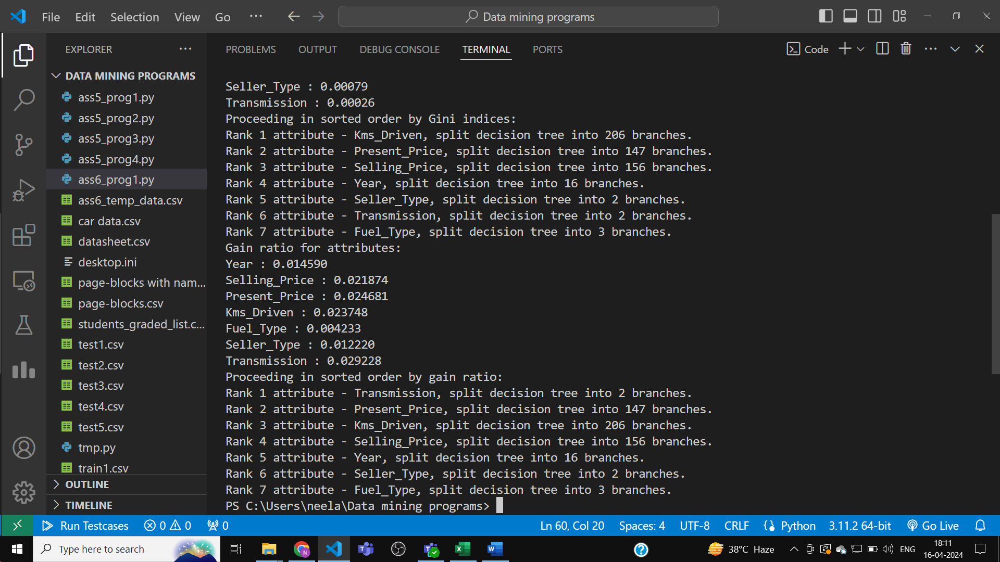 File Edit Selection View Go ... Data mining programs
EXPLORER ...
DATA MINING PROGRAMS
ass5_prog1.py
ass5_prog2.py
ass5_prog3.py
ass5_prog4.py
ass6_prog1.py
ass6_temp_data.csv
car data.csv
datasheet.csv
desktop.ini
page-blocks with nam...
page-blocks.csv
students_graded_list.c...
test1.csv
test2.csv
test3.csv
test4.csv
test5.csv
tmp.py
train1.csv
OUTLINE
TIMELINE
PROBLEMS OUTPUT DEBUG CONSOLE TERMINAL PORTS Code
Seller_Type : 0.00079
Transmission : 0.00026
Proceeding in sorted order by Gini indices:
Rank 1 attribute - Kms_Driven, split decision tree into 206 branches.
Rank 2 attribute - Present_Price, split decision tree into 147 branches.
Rank 3 attribute - Selling_Price, split decision tree into 156 branches.
Rank 4 attribute - Year, split decision tree into 16 branches.
Rank 5 attribute - Seller_Type, split decision tree into 2 branches.
Rank 6 attribute - Transmission, split decision tree into 2 branches.
Rank 7 attribute - Fuel_Type, split decision tree into 3 branches.
Gain ratio for attributes:
Year : 0.014590
Selling_Price : 0.021874
Present_Price : 0.024681
Kms_Driven : 0.023748
Fuel_Type : 0.004233
Seller_Type : 0.012220
Transmission : 0.029228
Proceeding in sorted order by gain ratio:
Rank 1 attribute - Transmission, split decision tree into 2 branches.
Rank 2 attribute - Present_Price, split decision tree into 147 branches.
Rank 3 attribute - Kms_Driven, split decision tree into 206 branches.
Rank 4 attribute - Selling_Price, split decision tree into 156 branches.
Rank 5 attribute - Year, split decision tree into 16 branches.
Rank 6 attribute - Seller_Type, split decision tree into 2 branches.
Rank 7 attribute - Fuel_Type, split decision tree into 3 branches.
PS C:\Users\neela\Data mining programs>
Run Testcases 0 0 0 Ln 60, Col 20 Spaces: 4 UTF-8 CRLF Python 3.11.2 64-bit Go Live
Type here to search 38°C Haze ENG 18:11
16-04-2024